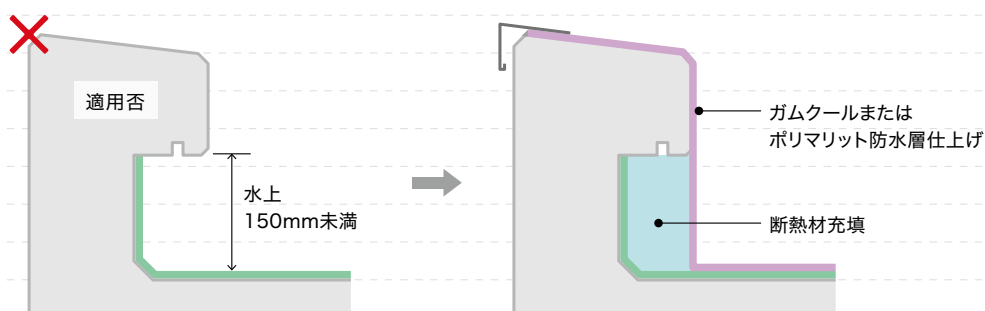 適用否
水上
150mm未満
ガムクールまたは
ポリマリット防水層仕上げ
断熱材充填